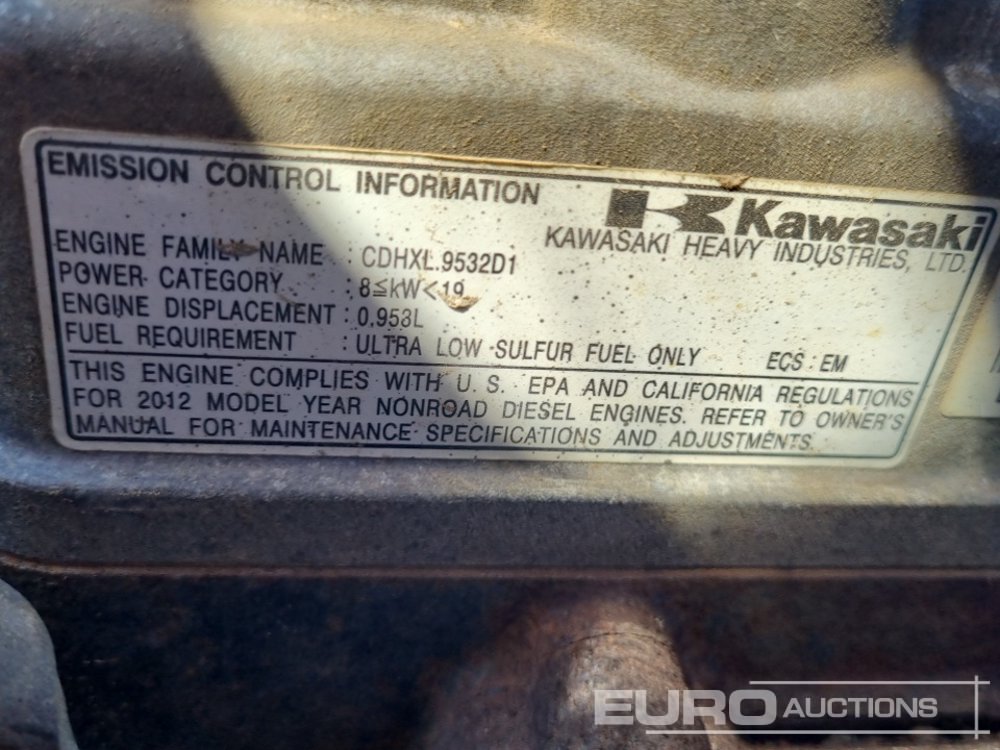 EMISSION CONTROL INFORMATION
Kawasaki
KAWASAKI HEAVY INDUSTRIES, LTD.
ENGINE FAMILY NAME : CDHXL.9532D1
POWER CATEGORY : 8≦kW<19
ENGINE DISPLACEMENT : 0.953L
FUEL REQUIREMENT : ULTRA LOW SULFUR FUEL ONLY ECS : EM
THIS ENGINE COMPLIES WITH U.S. EPA AND CALIFORNIA REGULATIONS
FOR 2012 MODEL YEAR NONROAD DIESEL ENGINES. REFER TO OWNER'S
MANUAL FOR MAINTENANCE SPECIFICATIONS AND ADJUSTMENTS.
EURO AUCTIONS